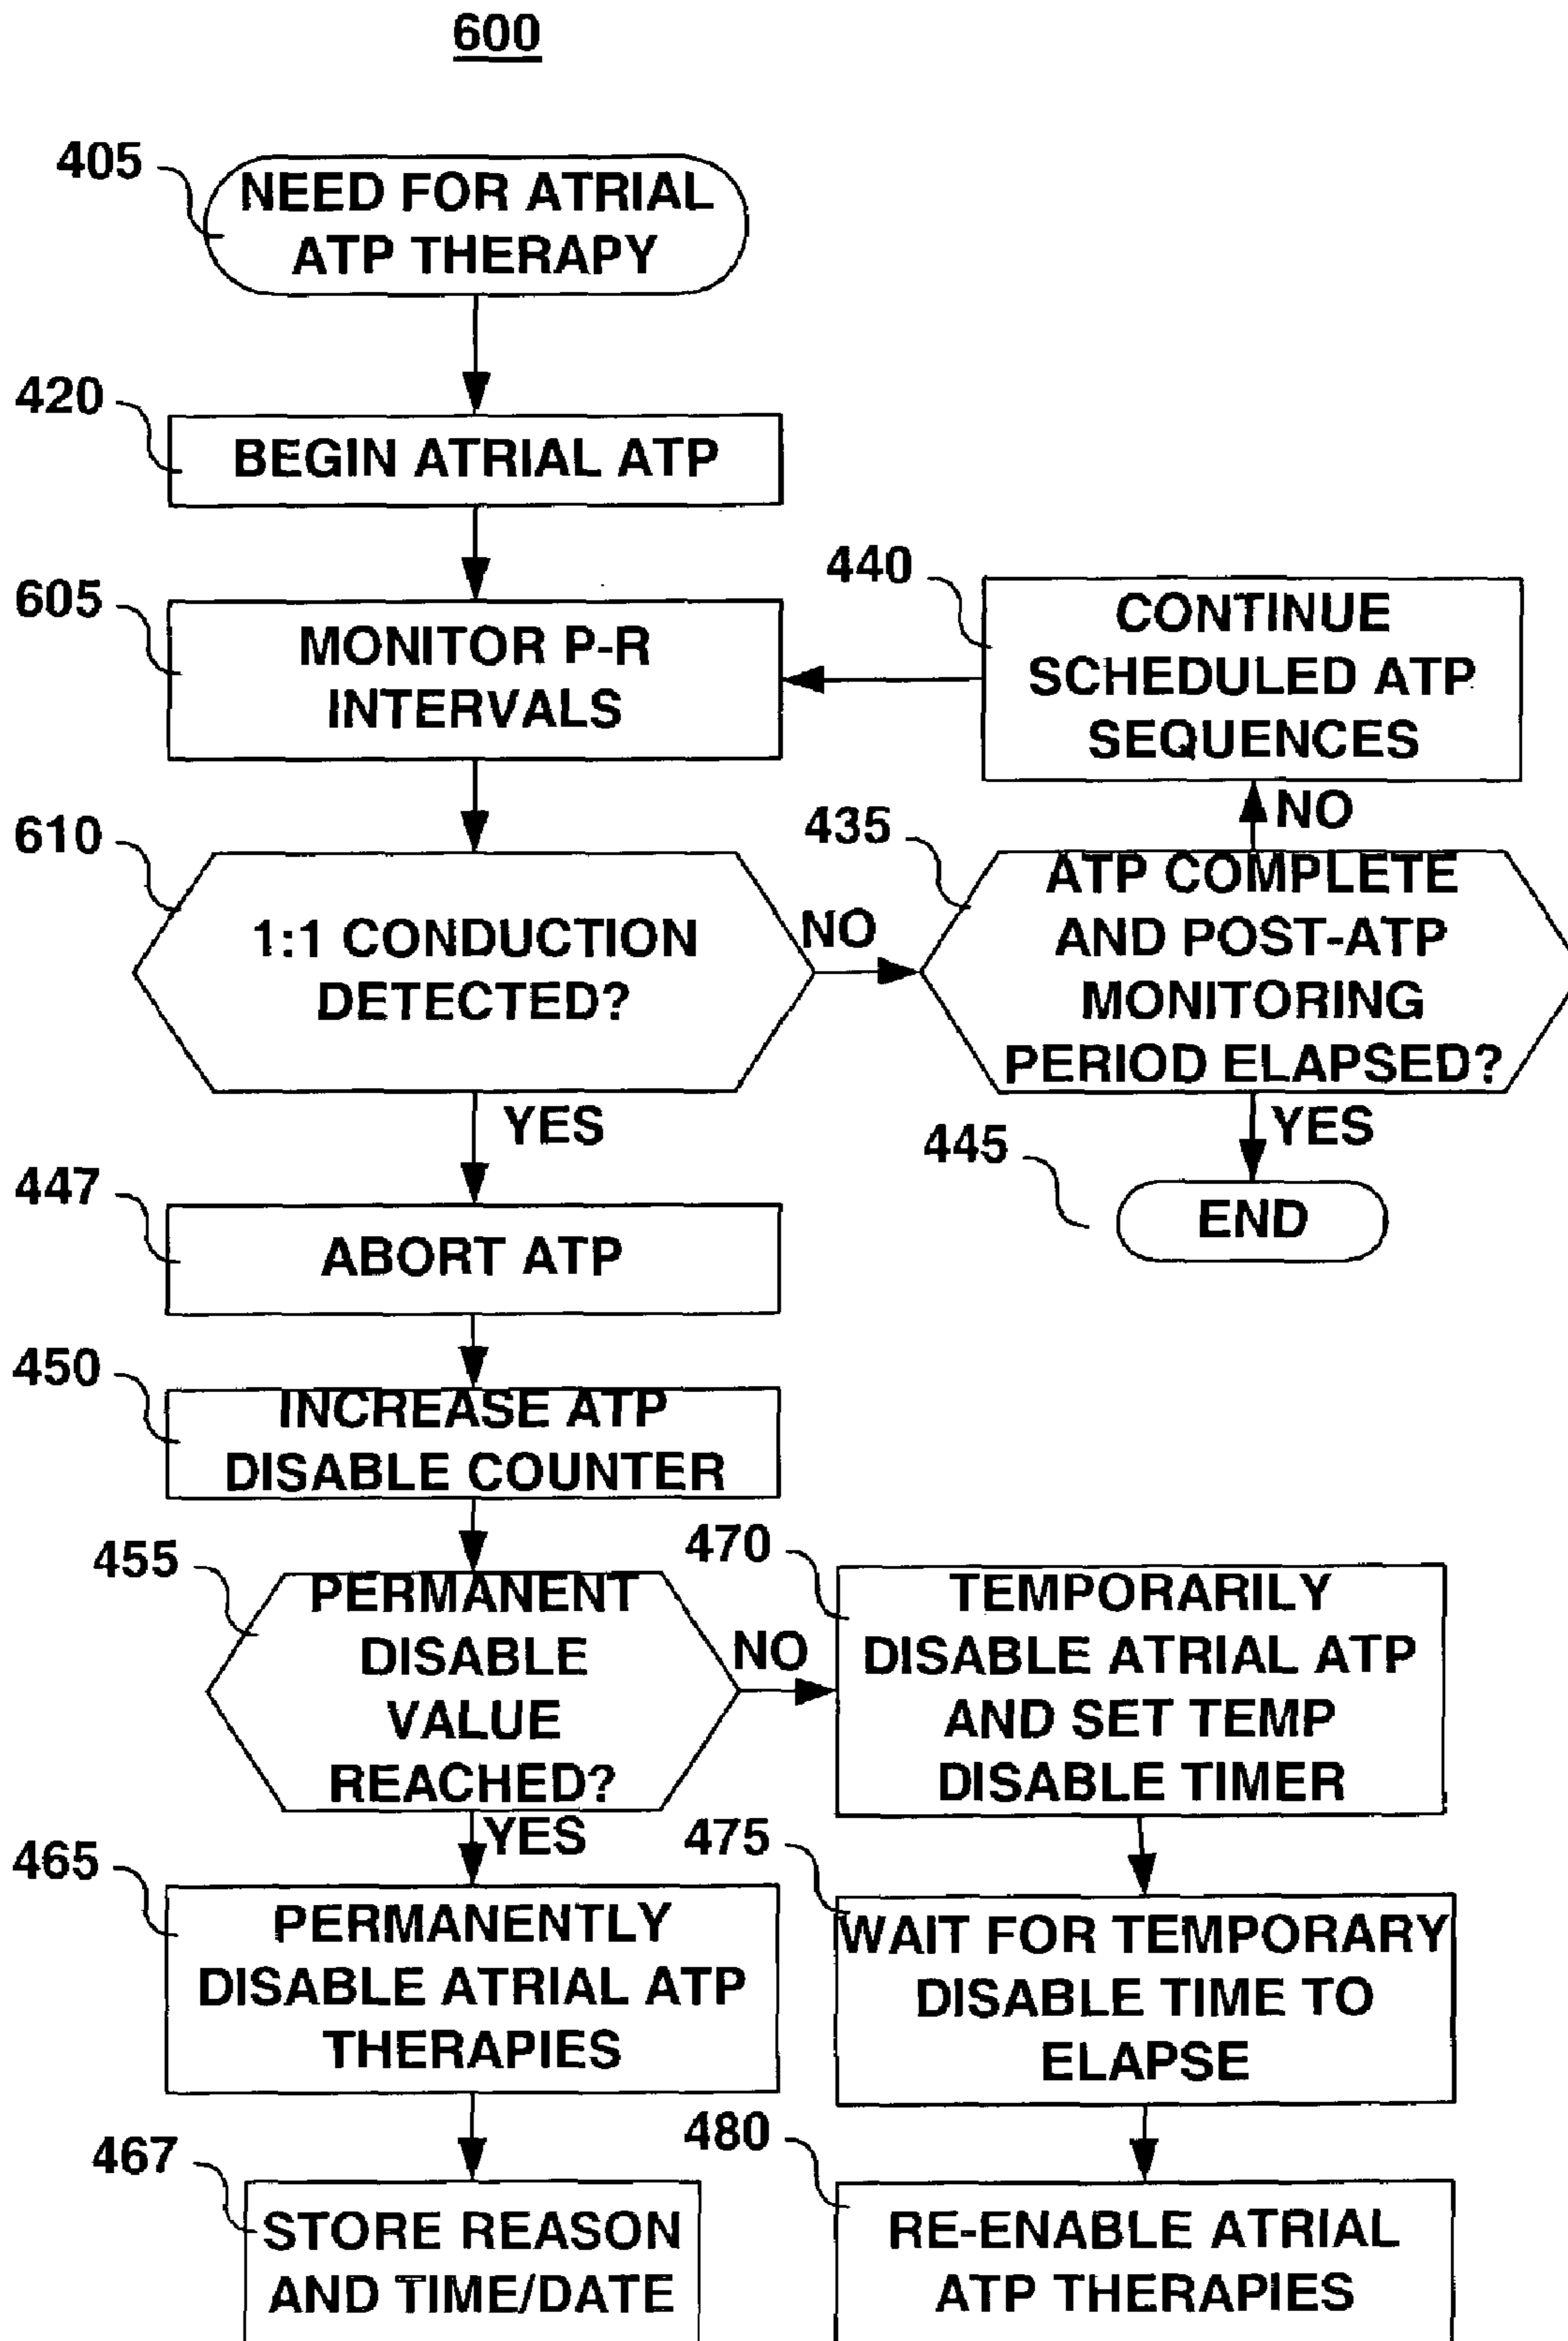 600
405
NEED FOR ATRIAL
ATP THERAPY
420
BEGIN ATRIAL ATP
605
MONITOR P-R
INTERVALS
440
CONTINUE
SCHEDULED ATP
SEQUENCES
NO
610
1:1 CONDUCTION
DETECTED?
NO
435
ATP COMPLETE
AND POST-ATP
MONITORING
PERIOD ELAPSED?
YES
YES
445
END
447
ABORT ATP
450
INCREASE ATP
DISABLE COUNTER
455
PERMANENT
DISABLE
VALUE
REACHED?
NO
470
TEMPORARILY
DISABLE ATRIAL ATP
AND SET TEMP
DISABLE TIMER
YES
465
PERMANENTLY
DISABLE ATRIAL ATP
THERAPIES
475
WAIT FOR TEMPORARY
DISABLE TIME TO
ELAPSE
467
STORE REASON
AND TIME/DATE
480
RE-ENABLE ATRIAL
ATP THERAPIES